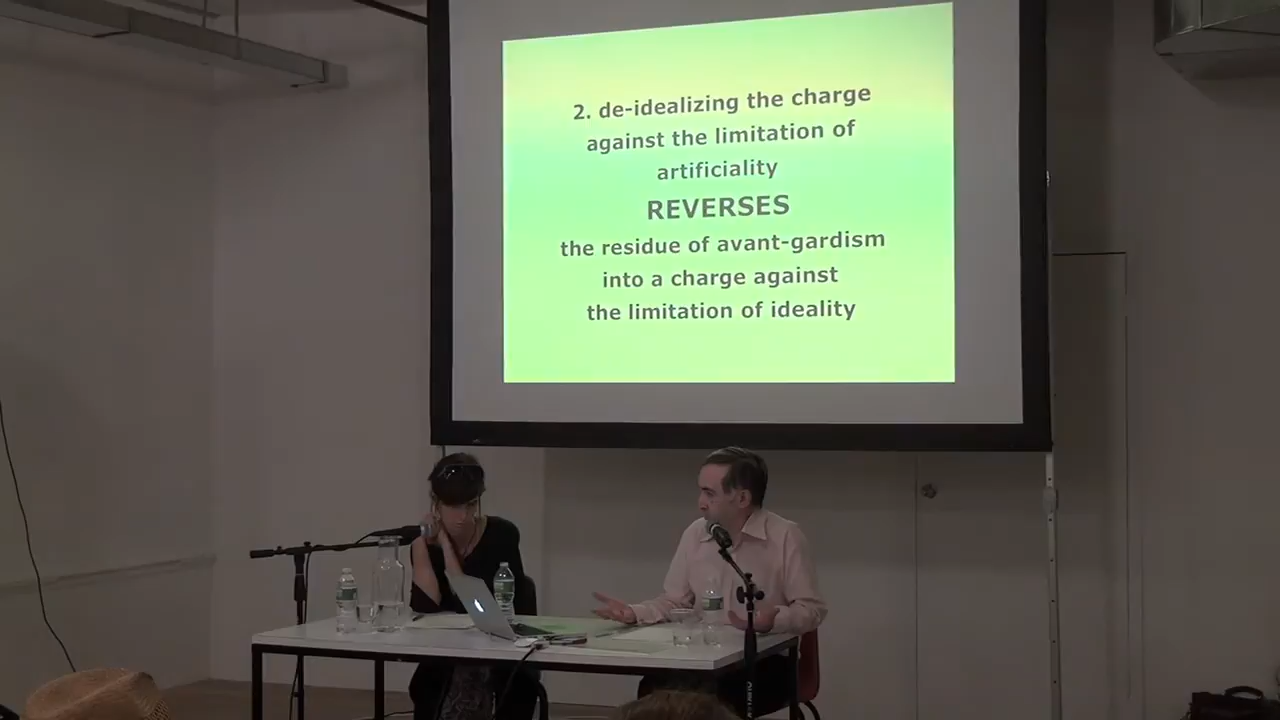 2. de-idealizing the charge
against the limitation of
artificiality
REVERSES
the residue of avant-gardism
into a charge against
the limitation of ideality